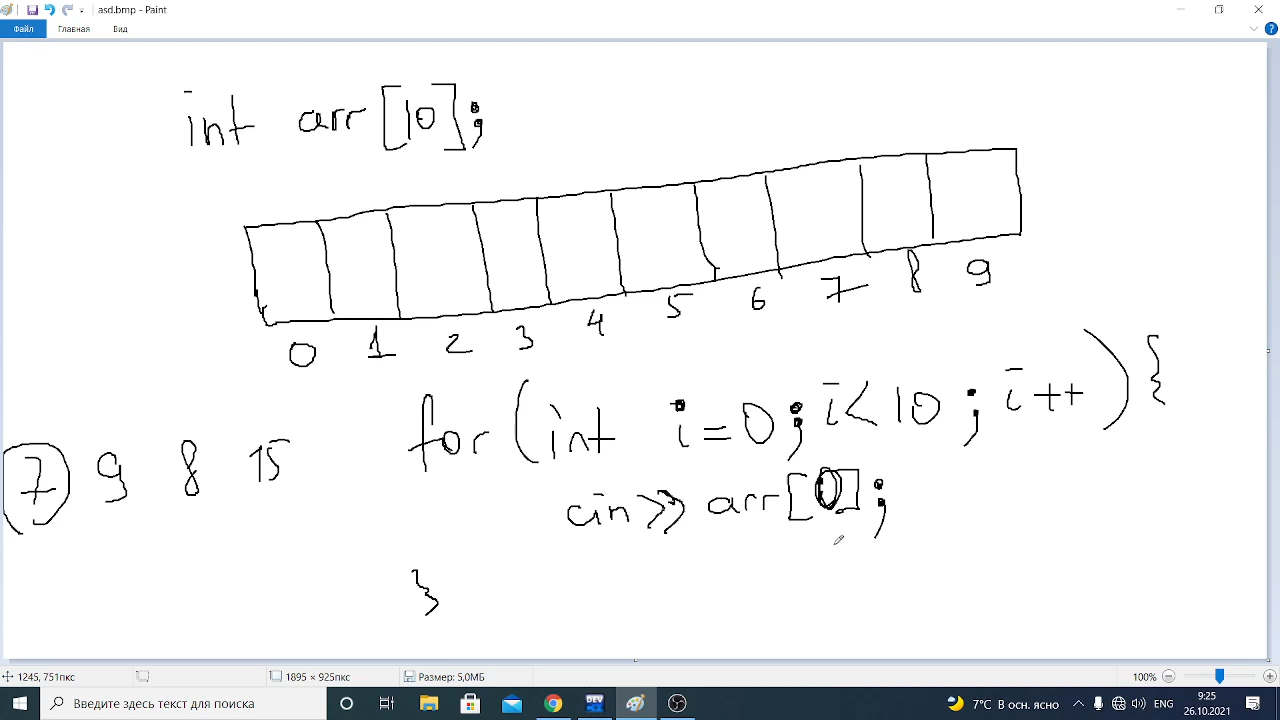 asd.bmp - Paint
Файл Главная Вид
int arr [10];
0 1 2 3 4 5 6 7 8 9
for (int i=0; i<10; i++) {
7 9 8 15
cin>> arr[0];
}
1245, 751пкс 1895 × 925пкс Размер: 5,0МБ 100%
Введите здесь текст для поиска DEV 7°C В осн. ясно ENG 9:25
26.10.2021